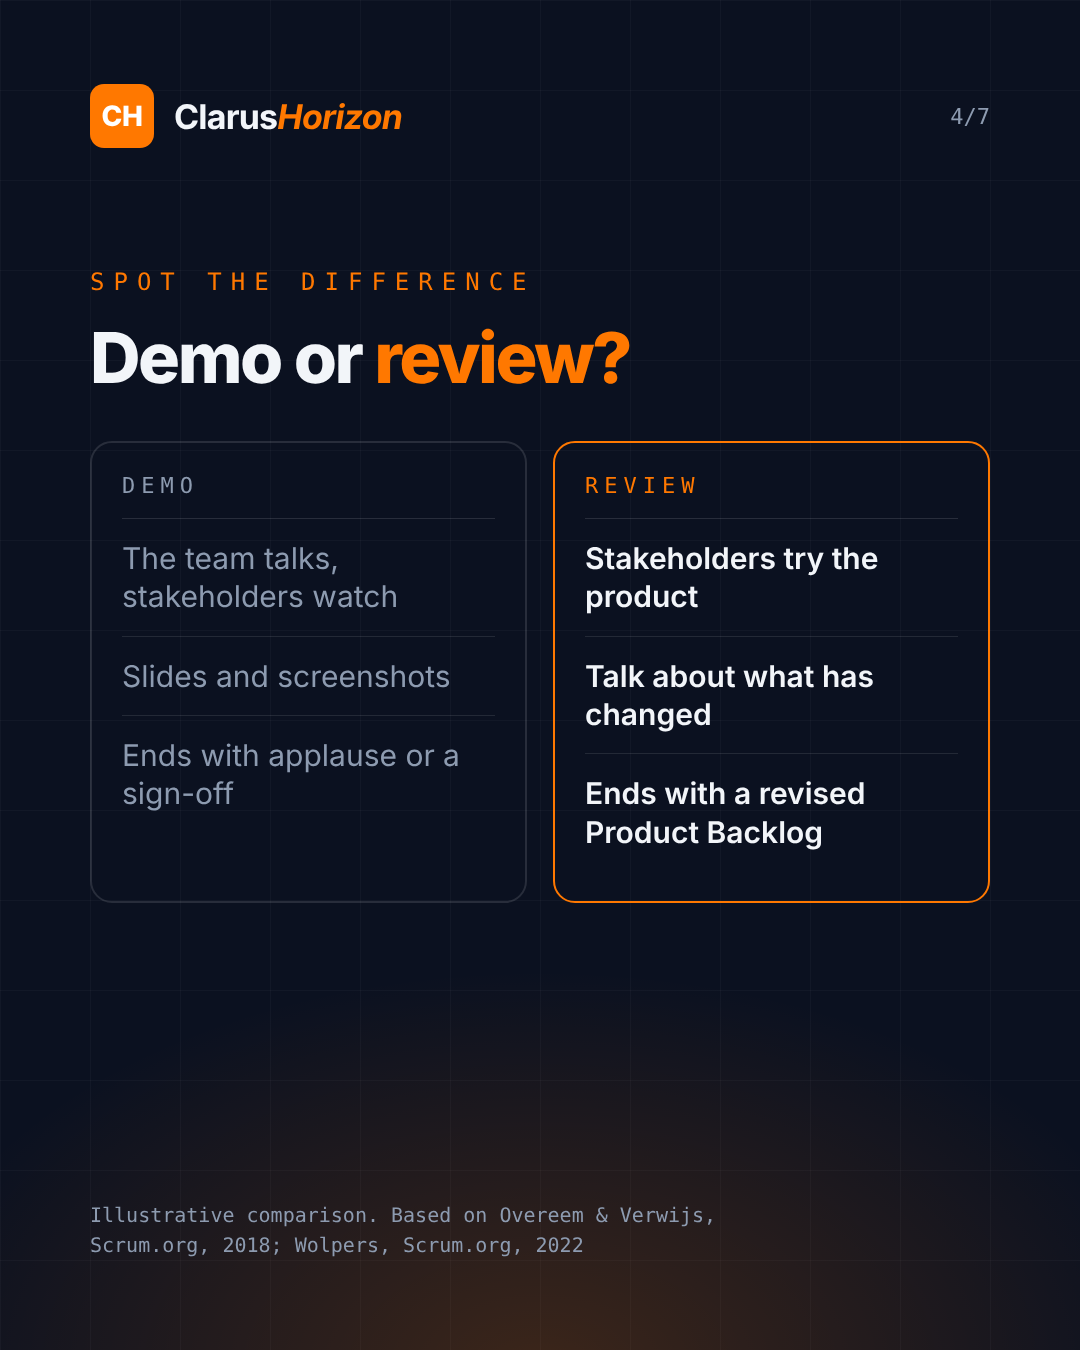 CH
ClarusHorizon
4/7
SPOT THE DIFFERENCE
Demo or review?
DEMO
The team talks,
stakeholders watch
Slides and screenshots
Ends with applause or a
sign-off
REVIEW
Stakeholders try the
product
Talk about what has
changed
Ends with a revised
Product Backlog
Illustrative comparison. Based on Overeem & Verwijs,
Scrum.org, 2018; Wolpers, Scrum.org, 2022